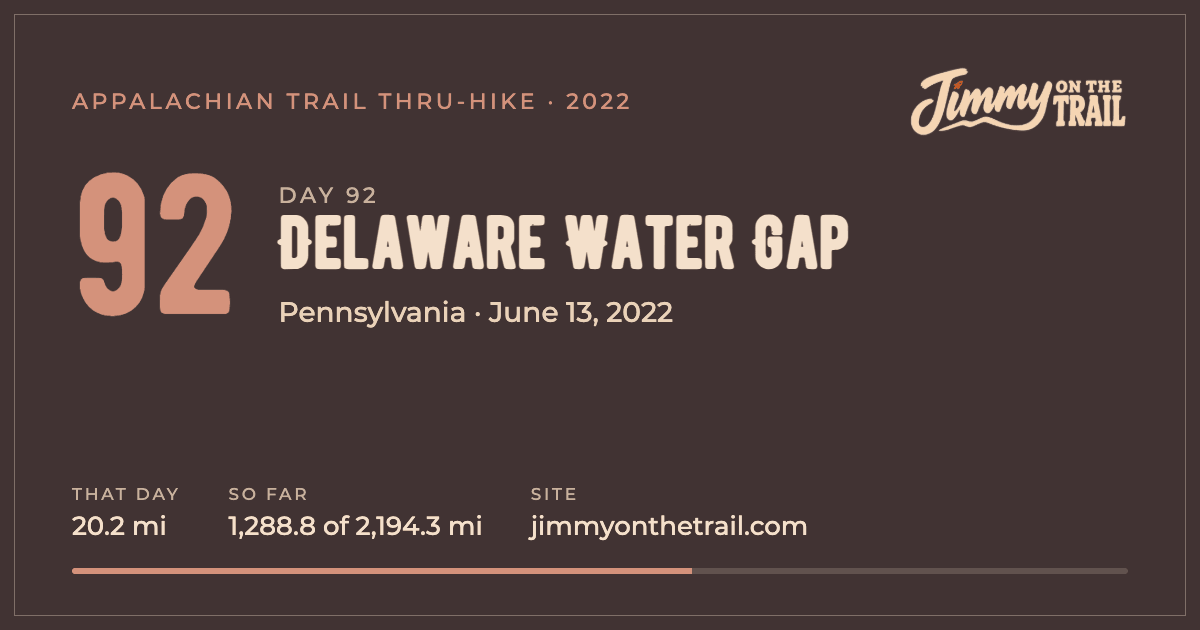 APPALACHIAN TRAIL THRU-HIKE · 2022
Jimmy ON THE TRAIL
92
DAY 92
DELAWARE WATER GAP
Pennsylvania · June 13, 2022
THAT DAY SO FAR SITE
20.2 mi 1,288.8 of 2,194.3 mi jimmyonthetrail.com